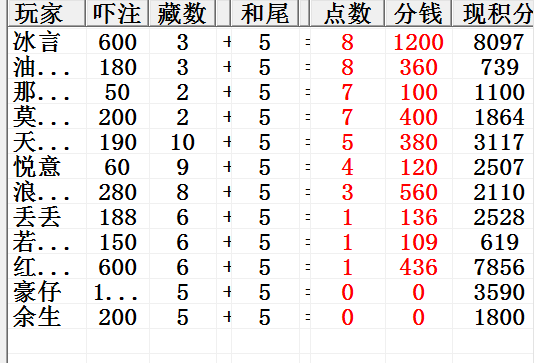 玩家 吓注 藏数 和尾 点数 分钱 现积分
冰言 600 3 + 5 = 8 1200 8097
油... 180 3 + 5 = 8 360 739
那... 50 2 + 5 = 7 100 1100
莫... 200 2 + 5 = 7 400 1864
天... 190 10 + 5 = 5 380 3117
悦意 60 9 + 5 = 4 120 2507
浪... 280 8 + 5 = 3 560 2110
丢丢 188 6 + 5 = 1 136 2528
若... 150 6 + 5 = 1 109 619
红... 600 6 + 5 = 1 436 7856
豪仔 1... 5 + 5 = 0 0 3590
余生 200 5 + 5 = 0 0 1800